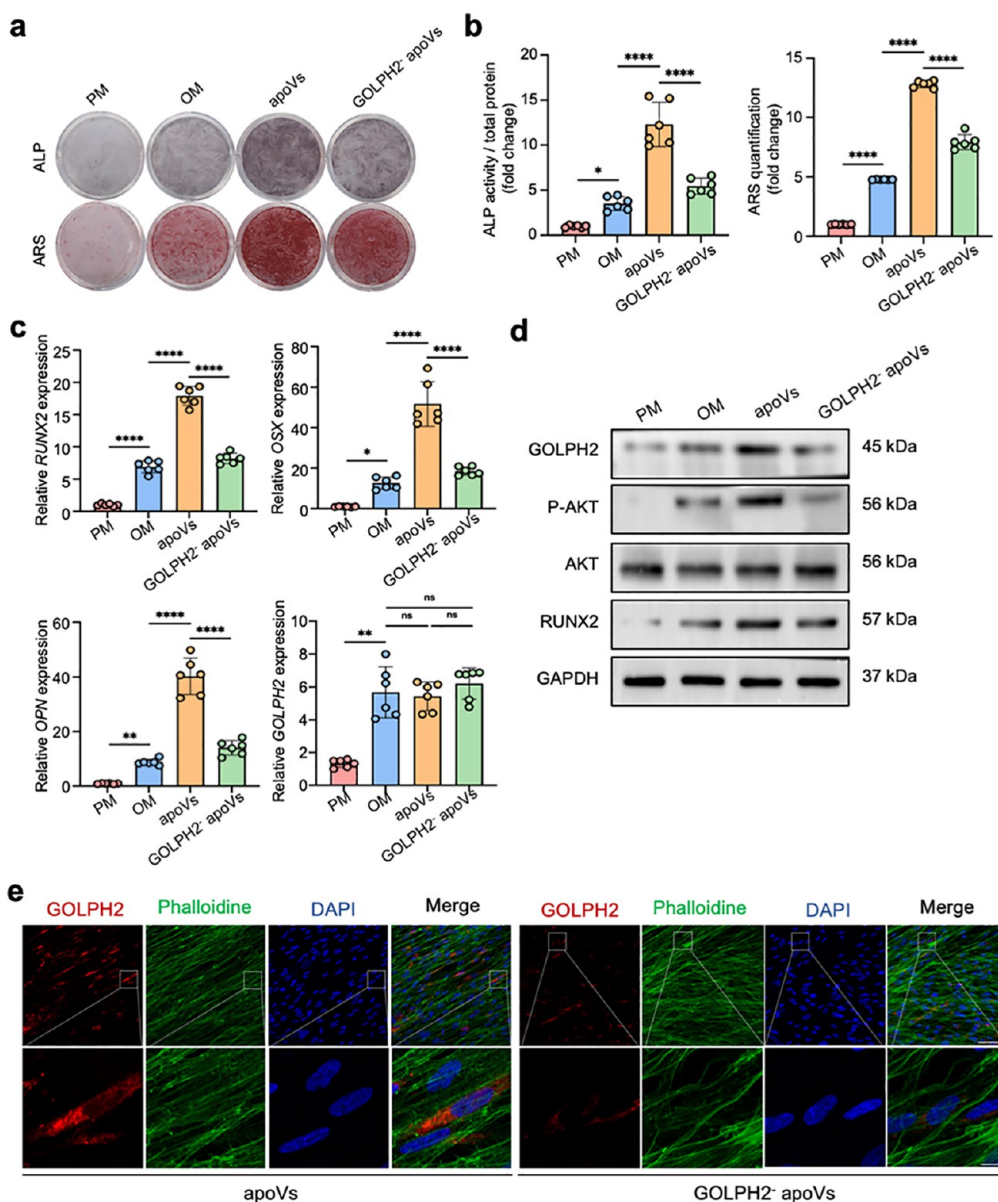 a
PM
OM
apoVs
GOLPH2⁻ apoVs
ALP
ARS
b
ALP activity / total protein
(fold change)
20
15
10
5
0
*
****
****
PM
OM
apoVs
GOLPH2⁻ apoVs
ARS quantification
(fold change)
15
10
5
0
****
****
****
PM
OM
apoVs
GOLPH2⁻ apoVs
c
Relative RUNX2 expression
25
20
15
10
5
0
****
****
****
PM
OM
apoVs
GOLPH2⁻ apoVs
Relative OSX expression
80
60
40
20
0
*
****
****
PM
OM
apoVs
GOLPH2⁻ apoVs
Relative OPN expression
60
40
20
0
**
****
****
PM
OM
apoVs
GOLPH2⁻ apoVs
Relative GOLPH2 expression
10
8
6
4
2
0
**
ns
ns
ns
PM
OM
apoVs
GOLPH2⁻ apoVs
d
PM
OM
apoVs
GOLPH2⁻ apoVs
GOLPH2 45 kDa
P-AKT 56 kDa
AKT 56 kDa
RUNX2 57 kDa
GAPDH 37 kDa
e
GOLPH2 Phalloidine DAPI Merge GOLPH2 Phalloidine DAPI Merge
apoVs GOLPH2⁻ apoVs